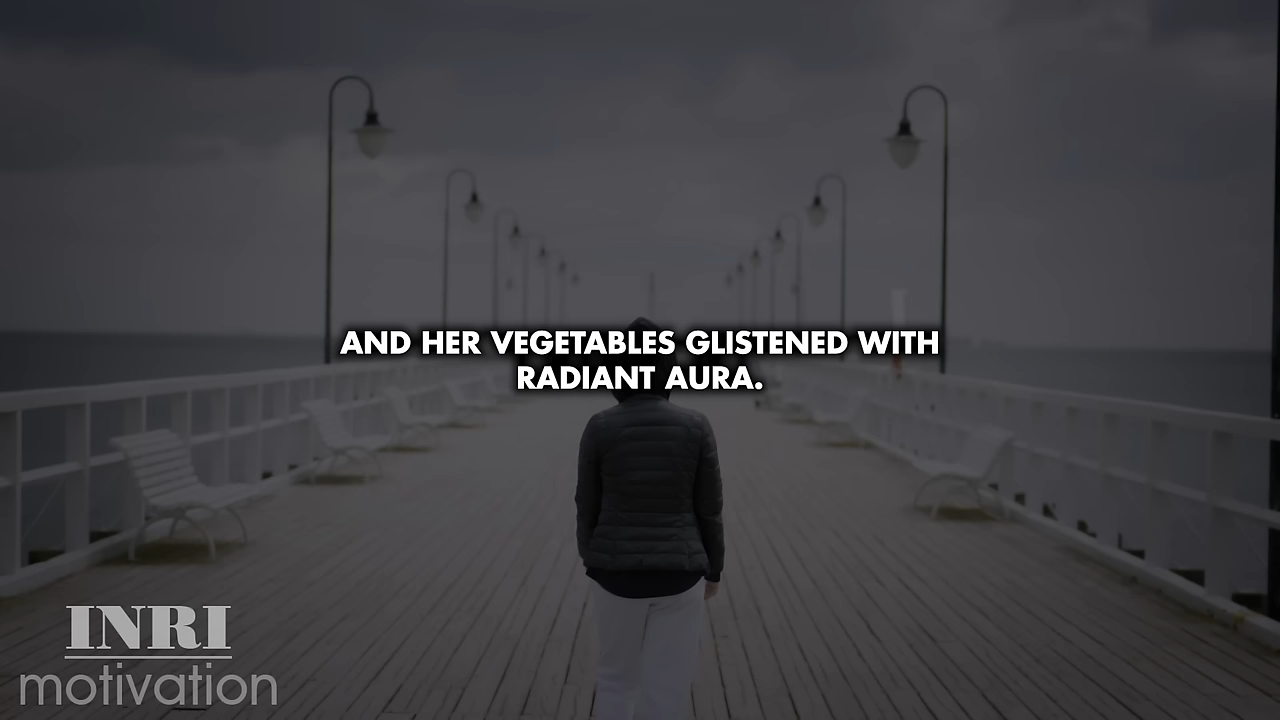 AND HER VEGETABLES GLISTENED WITH
RADIANT AURA.
INRI
motivation